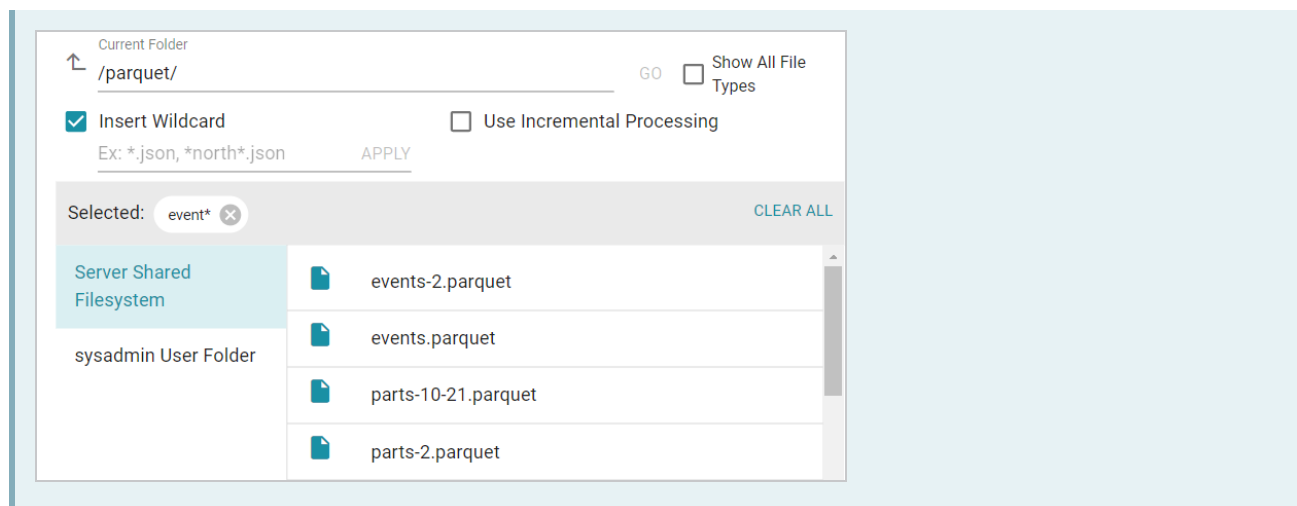 Current Folder
/parquet/
GO
Show All File
Types
Insert Wildcard
Use Incremental Processing
Ex: *.json, *north*.json
APPLY
Selected: event*
CLEAR ALL
Server Shared
Filesystem
sysadmin User Folder
events-2.parquet
events.parquet
parts-10-21.parquet
parts-2.parquet